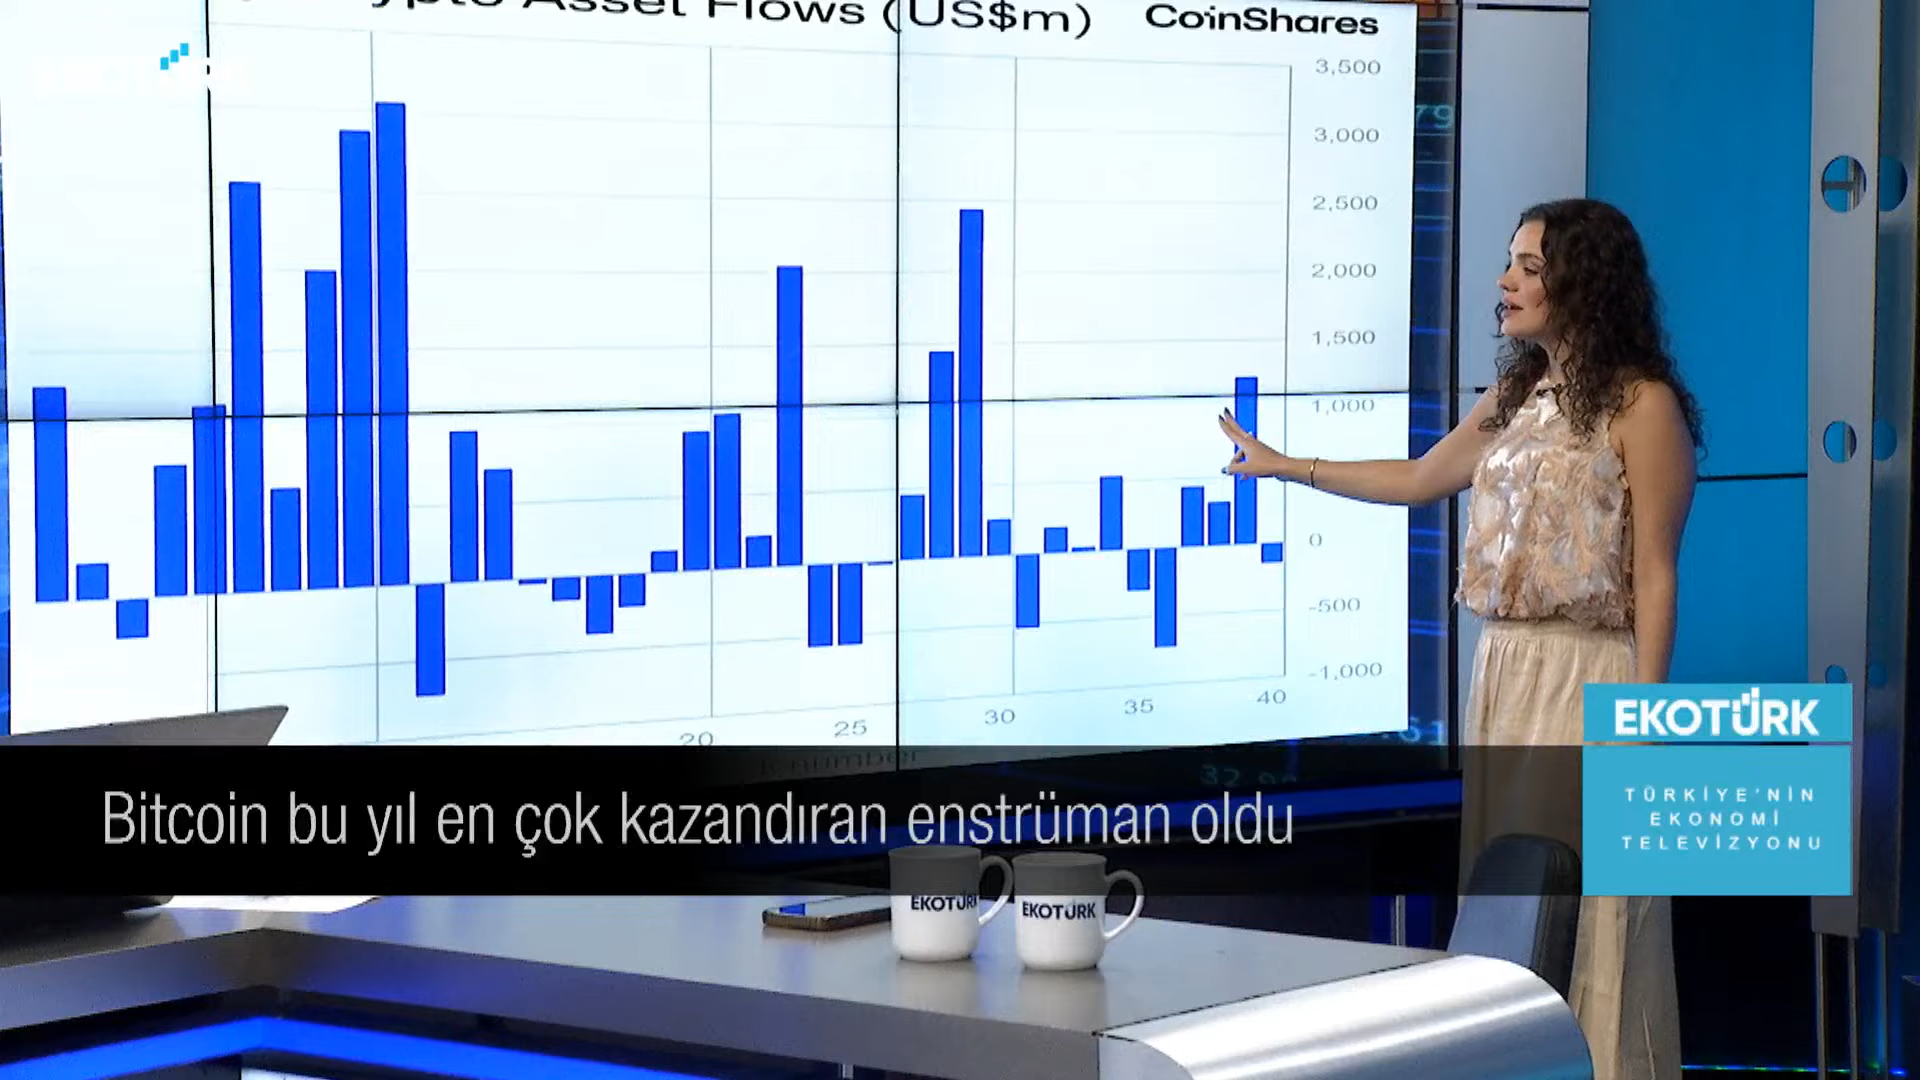 Crypto Asset Flows (US$m)
CoinShares
3,500
3,000
2,500
2,000
1,500
1,000
0
-500
-1,000
20
25
30
35
40
number
Bitcoin bu yıl en çok kazandıran enstrüman oldu
EKOTÜRK
TÜRKİYE'NİN
EKONOMİ
TELEVİZYONU
EKOTÜRK
EKOTÜRK